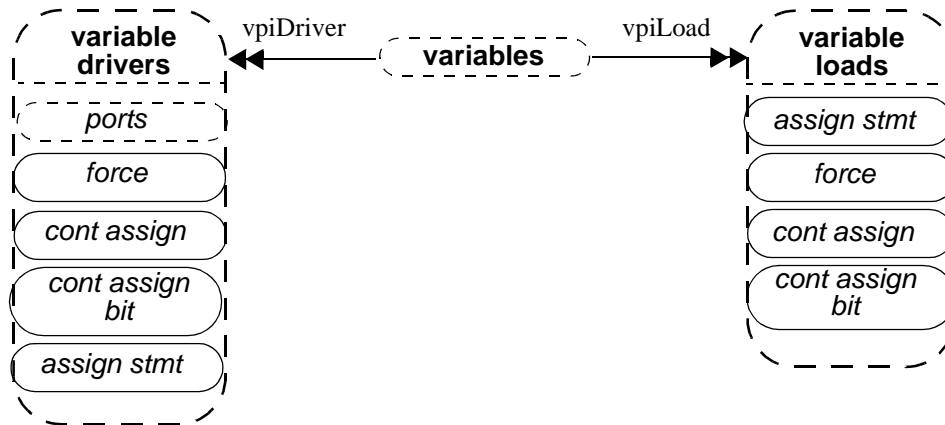 variable
drivers
vpiDriver
variables
vpiLoad
variable
loads
ports
force
cont assign
cont assign
bit
assign stmt
assign stmt
force
cont assign
cont assign
bit